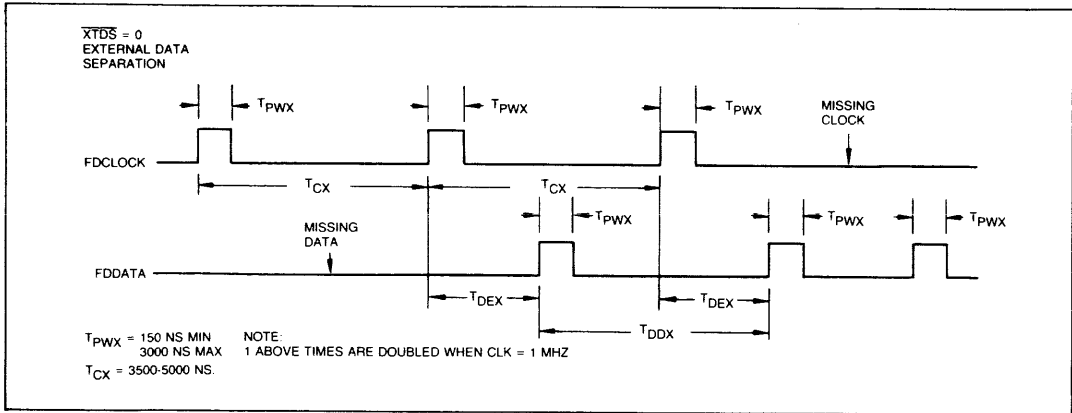 XTDS = 0
EXTERNAL DATA
SEPARATION
TPWX
TPWX
TPWX
MISSING
CLOCK
FDCLOCK
TCX
TCX
TPWX
TPWX
TPWX
MISSING
DATA
FDDATA
TDEX
TDEX
TDDX
TPWX = 150 NS MIN
3000 NS MAX
TCX = 3500-5000 NS.
NOTE:
1 ABOVE TIMES ARE DOUBLED WHEN CLK = 1 MHZ